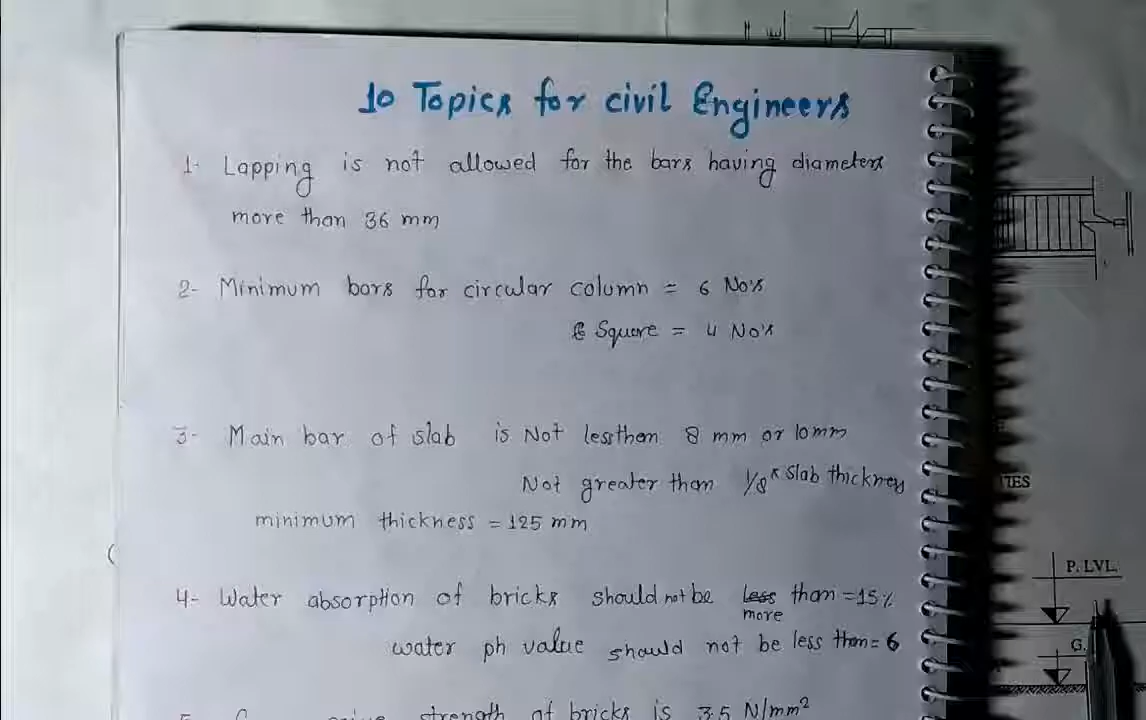 10 Topics for civil Engineers
1- Lapping is not allowed for the bars having diameters
more than 36 mm
2- Minimum bars for circular column = 6 No's
& Square = 4 No's
3- Main bar of slab is Not lessthan 8 mm or 10mm
Not greater than 1/8 x slab thickness
minimum thickness = 125 mm
4- Water absorption of bricks should not be less than = 15%
more
water ph value should not be less than = 6
strength of bricks is 3.5 N/mm²
P. LVL
G.